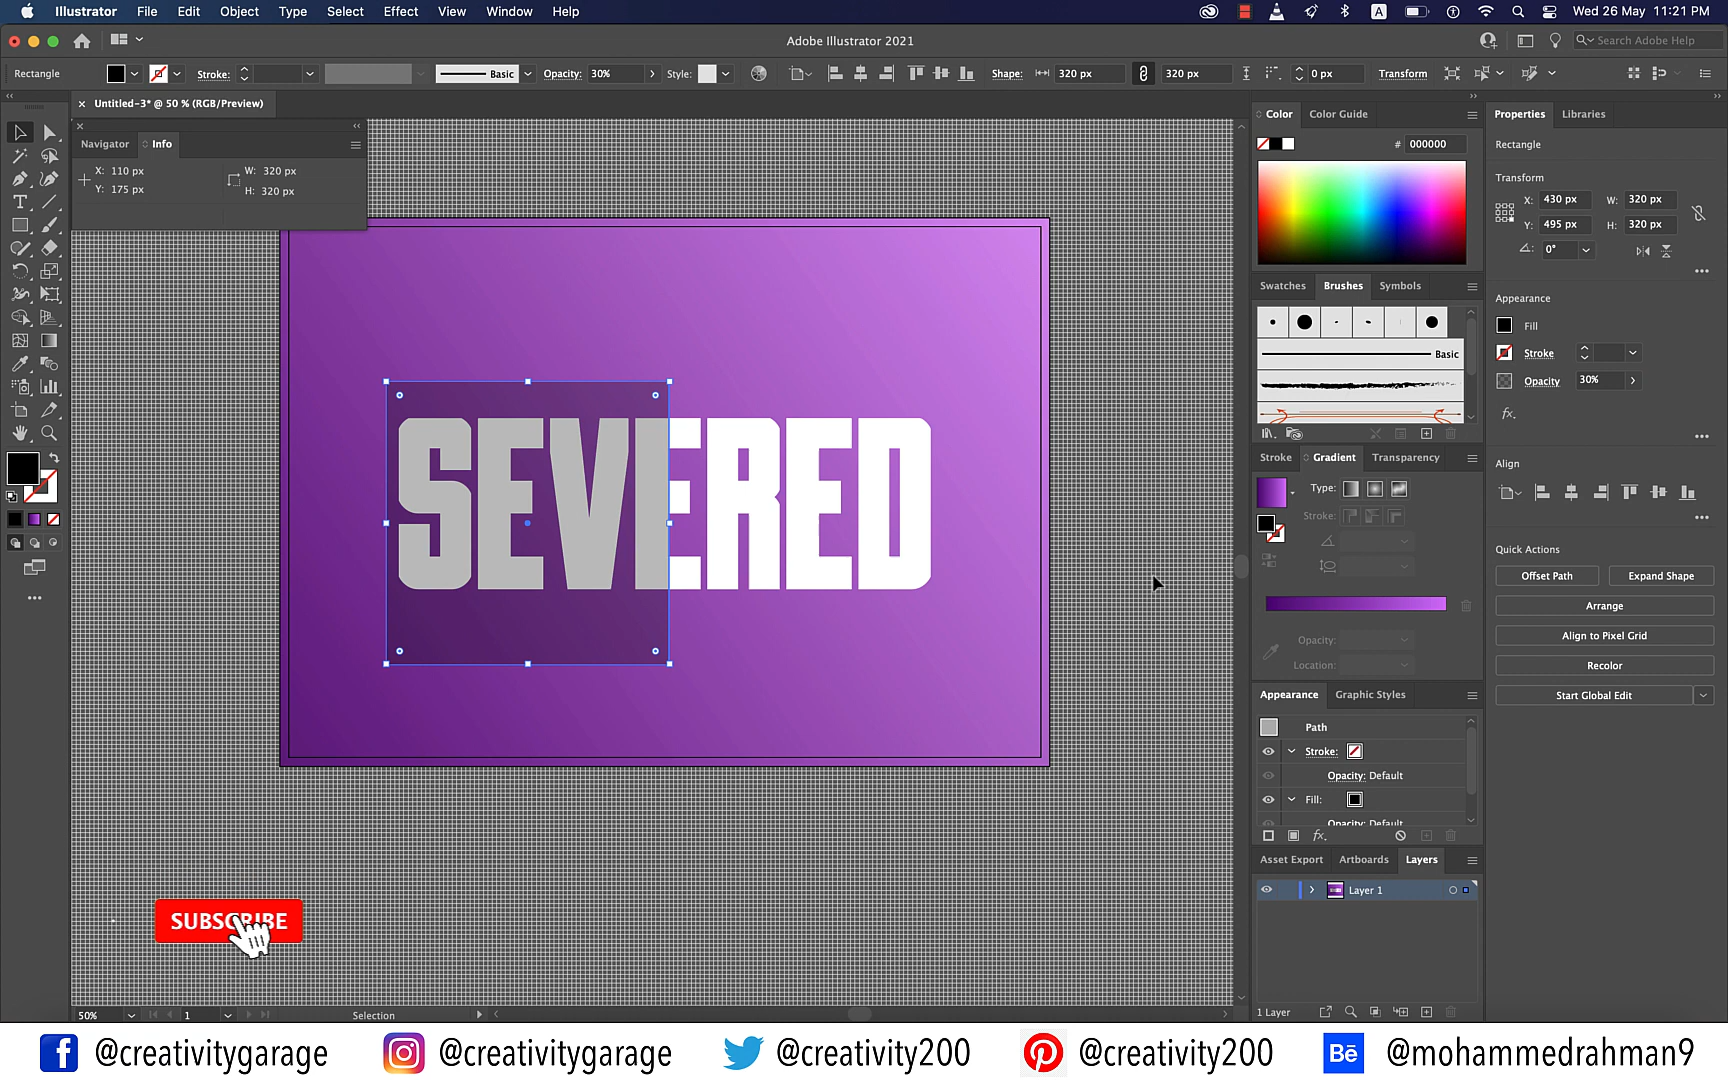 Illustrator File Edit Object Type Select Effect View Window Help
A Wed 26 May 11:21 PM
Adobe Illustrator 2021
Search Adobe Help
Rectangle Stroke: Basic Opacity: 30% Style: Shape: 320 px 320 px 0 px Transform
Untitled-3* @ 50 % (RGB/Preview)
Navigator Info
X: 110 px
Y: 175 px
W: 320 px
H: 320 px
SEVERED
SUBSCRIBE
Color Color Guide
# 000000
Swatches Brushes Symbols
Basic
Stroke Gradient Transparency
Type:
Stroke:
Opacity:
Location:
Appearance Graphic Styles
Path
Stroke:
Opacity: Default
Fill:
Opacity: Default
Asset Export Artboards Layers
Layer 1
1 Layer
Properties Libraries
Rectangle
Transform
X: 430 px W: 320 px
Y: 495 px H: 320 px
0°
Appearance
Fill
Stroke
Opacity 30%
fx.
Align
Quick Actions
Offset Path Expand Shape
Arrange
Align to Pixel Grid
Recolor
Start Global Edit
50% 1 Selection
@creativitygarage @creativitygarage @creativity200 @creativity200 Bē @mohammedrahman9